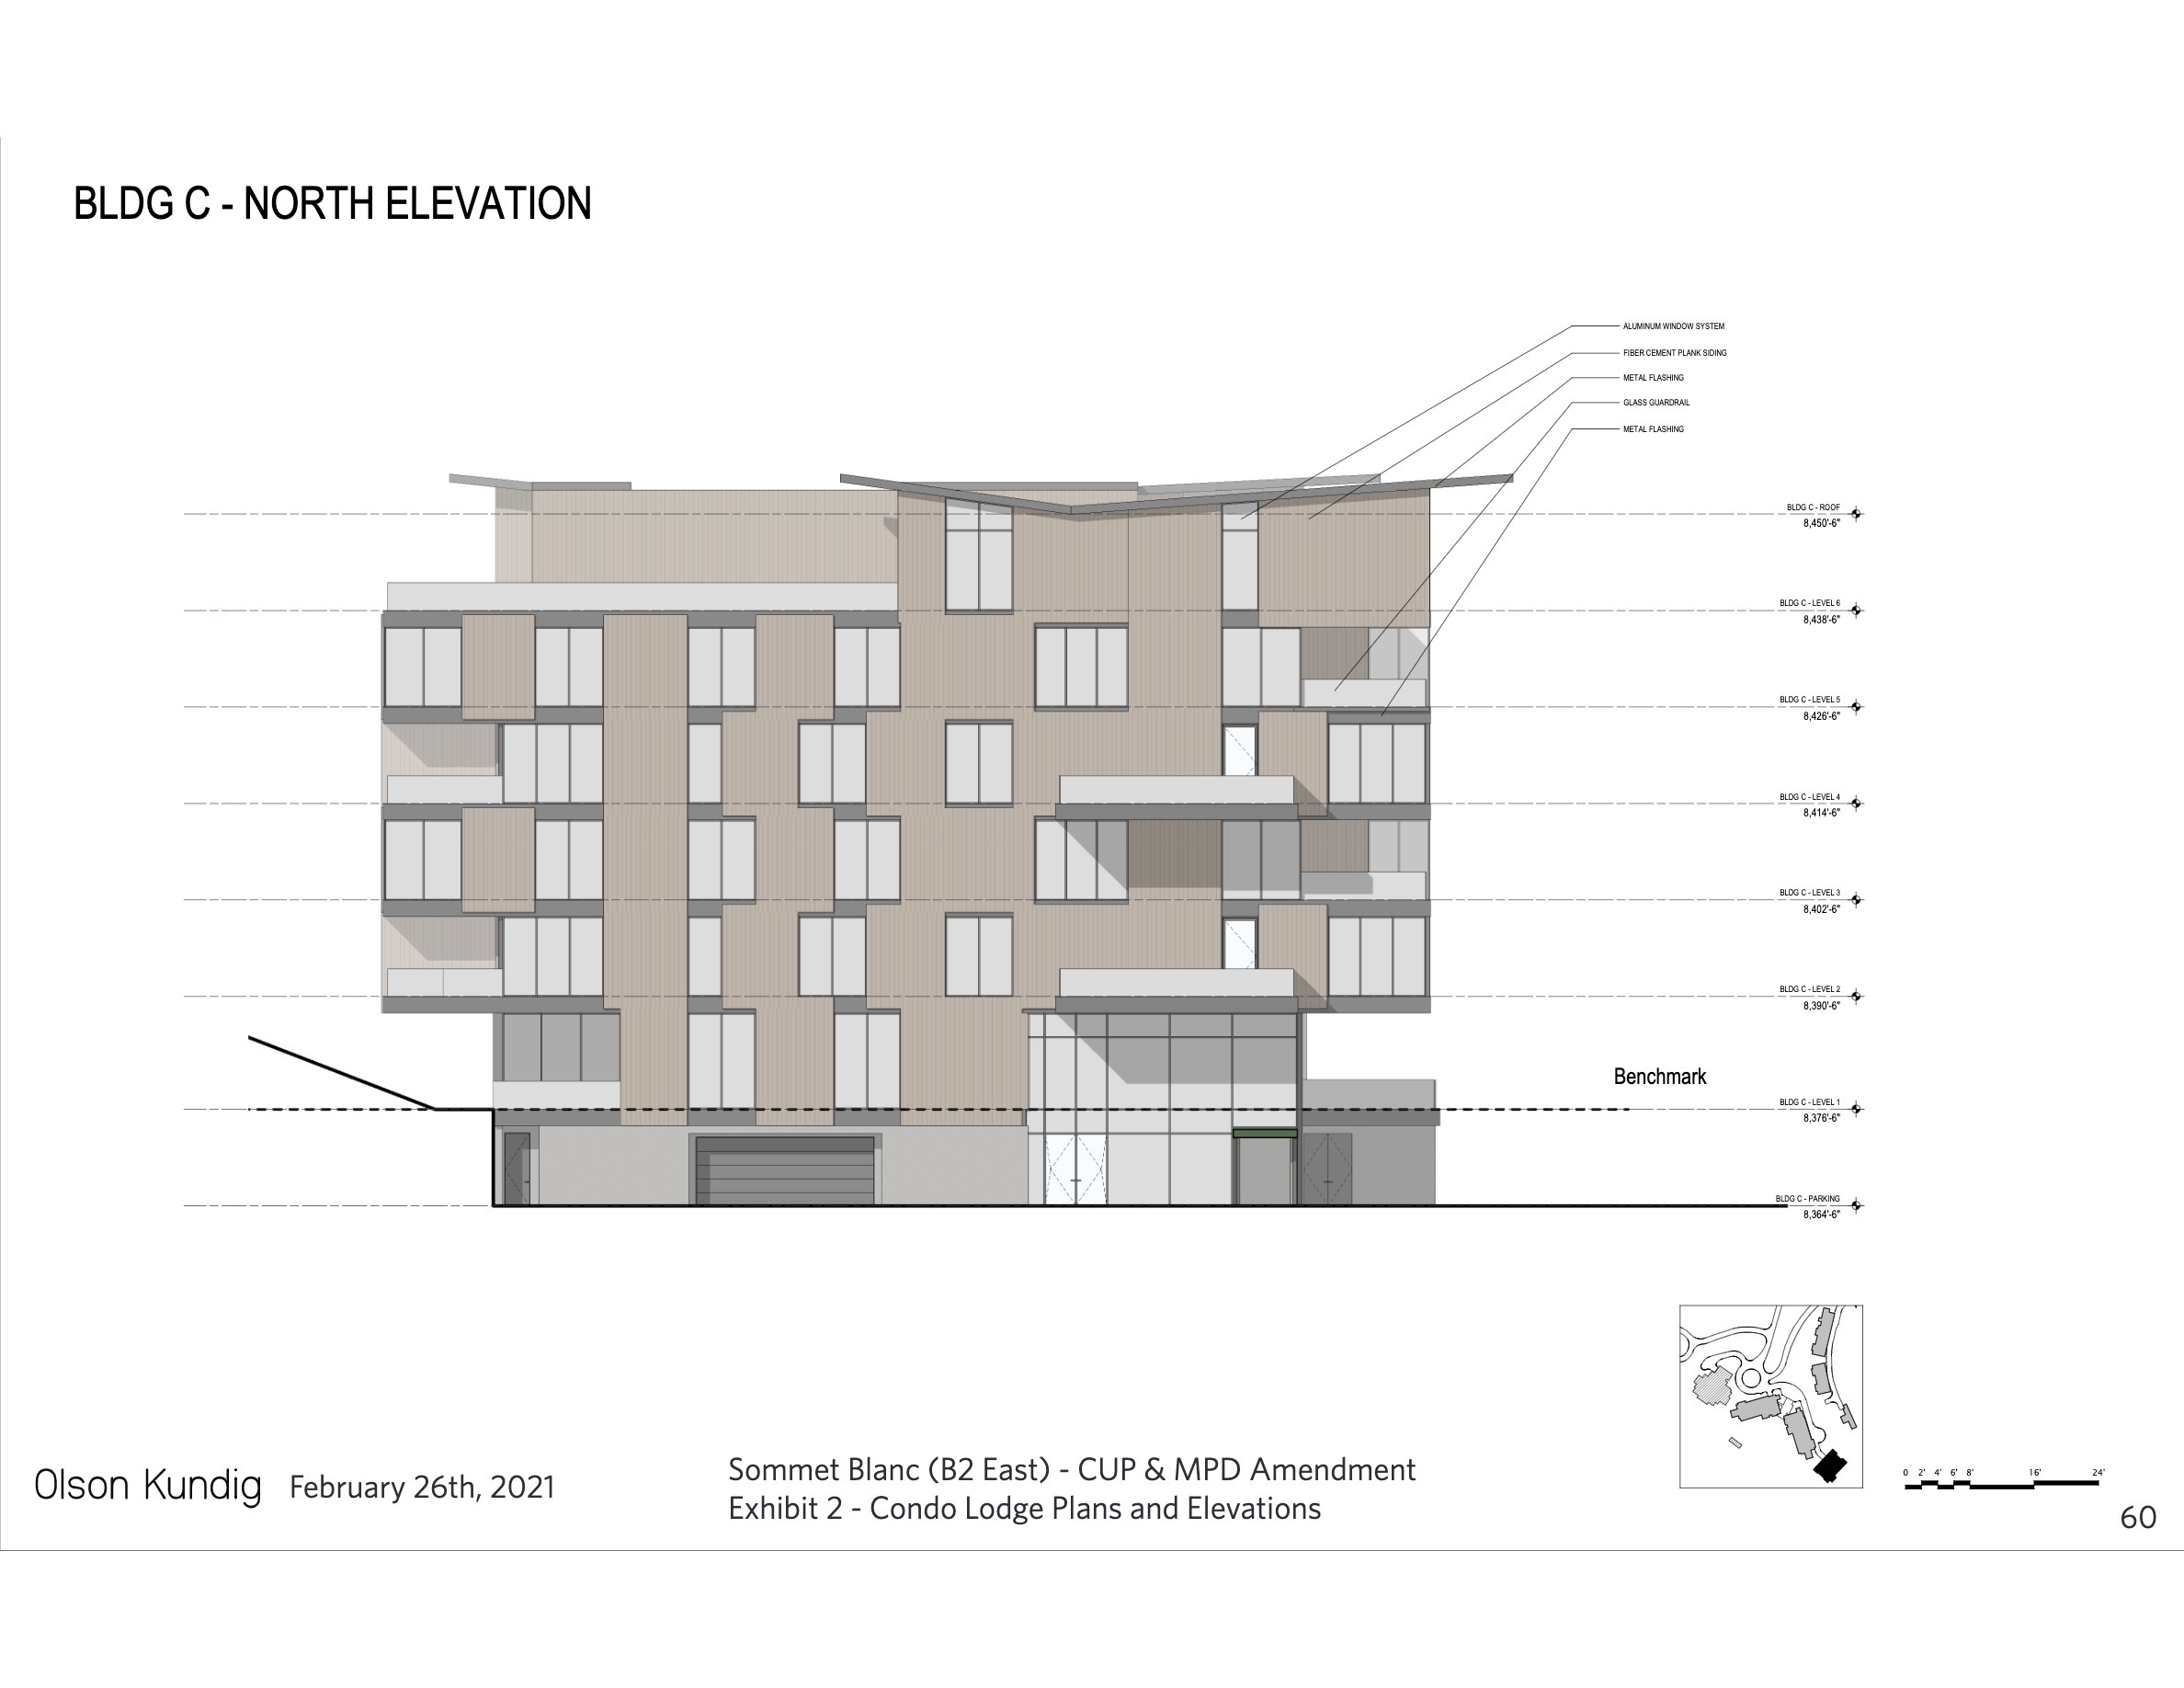 BLDG C - NORTH ELEVATION
ALUMINUM WINDOW SYSTEM
FIBER CEMENT PLANK SIDING
METAL FLASHING
GLASS GUARDRAIL
METAL FLASHING
BLDG C - ROOF
8,450'-6"
BLDG C - LEVEL 6
8,438'-6"
BLDG C - LEVEL 5
8,426'-6"
BLDG C - LEVEL 4
8,414'-6"
BLDG C - LEVEL 3
8,402'-6"
BLDG C - LEVEL 2
8,390'-6"
Benchmark
BLDG C - LEVEL 1
8,376'-6"
BLDG C - PARKING
8,364'-6"
0 2' 4' 6' 8' 16' 24'
Olson Kundig February 26th, 2021
Sommet Blanc (B2 East) - CUP & MPD Amendment
Exhibit 2 - Condo Lodge Plans and Elevations
60